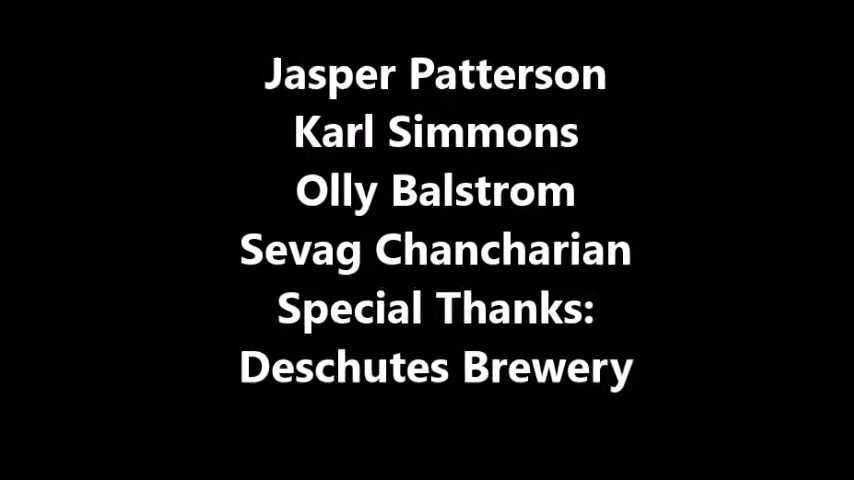 Jasper Patterson
Karl Simmons
Olly Balstrom
Sevag Chancharian
Special Thanks:
Deschutes Brewery